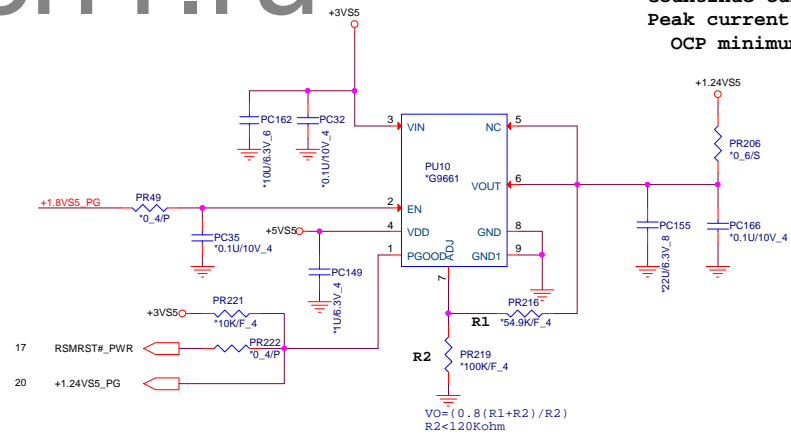 +3VS5
Peak current
OCP minimu
+1.24VS5
PC162
*10U/6.3V_6
PC32
*0.1U/10V_4
3
VIN
NC
5
PU10
*G9661
PR206
*0_6/S
VOUT
6
+1.8VS5_PG
PR49
*0_4/P
2
EN
PC35
*0.1U/10V_4
+5VS5
4
VDD
GND
8
1
PGOOD
GND1
9
ADJ
7
PC155
*22U/6.3V_8
PC166
*0.1U/10V_4
PC149
*1U/6.3V_4
PR221
+3VS5
*10K/F_4
PR216
R1
*54.9K/F_4
17
RSMRST#_PWR
PR222
*0_4/P
R2
PR219
*100K/F_4
20
+1.24VS5_PG
VO=(0.8(R1+R2)/R2)
R2<120Kohm